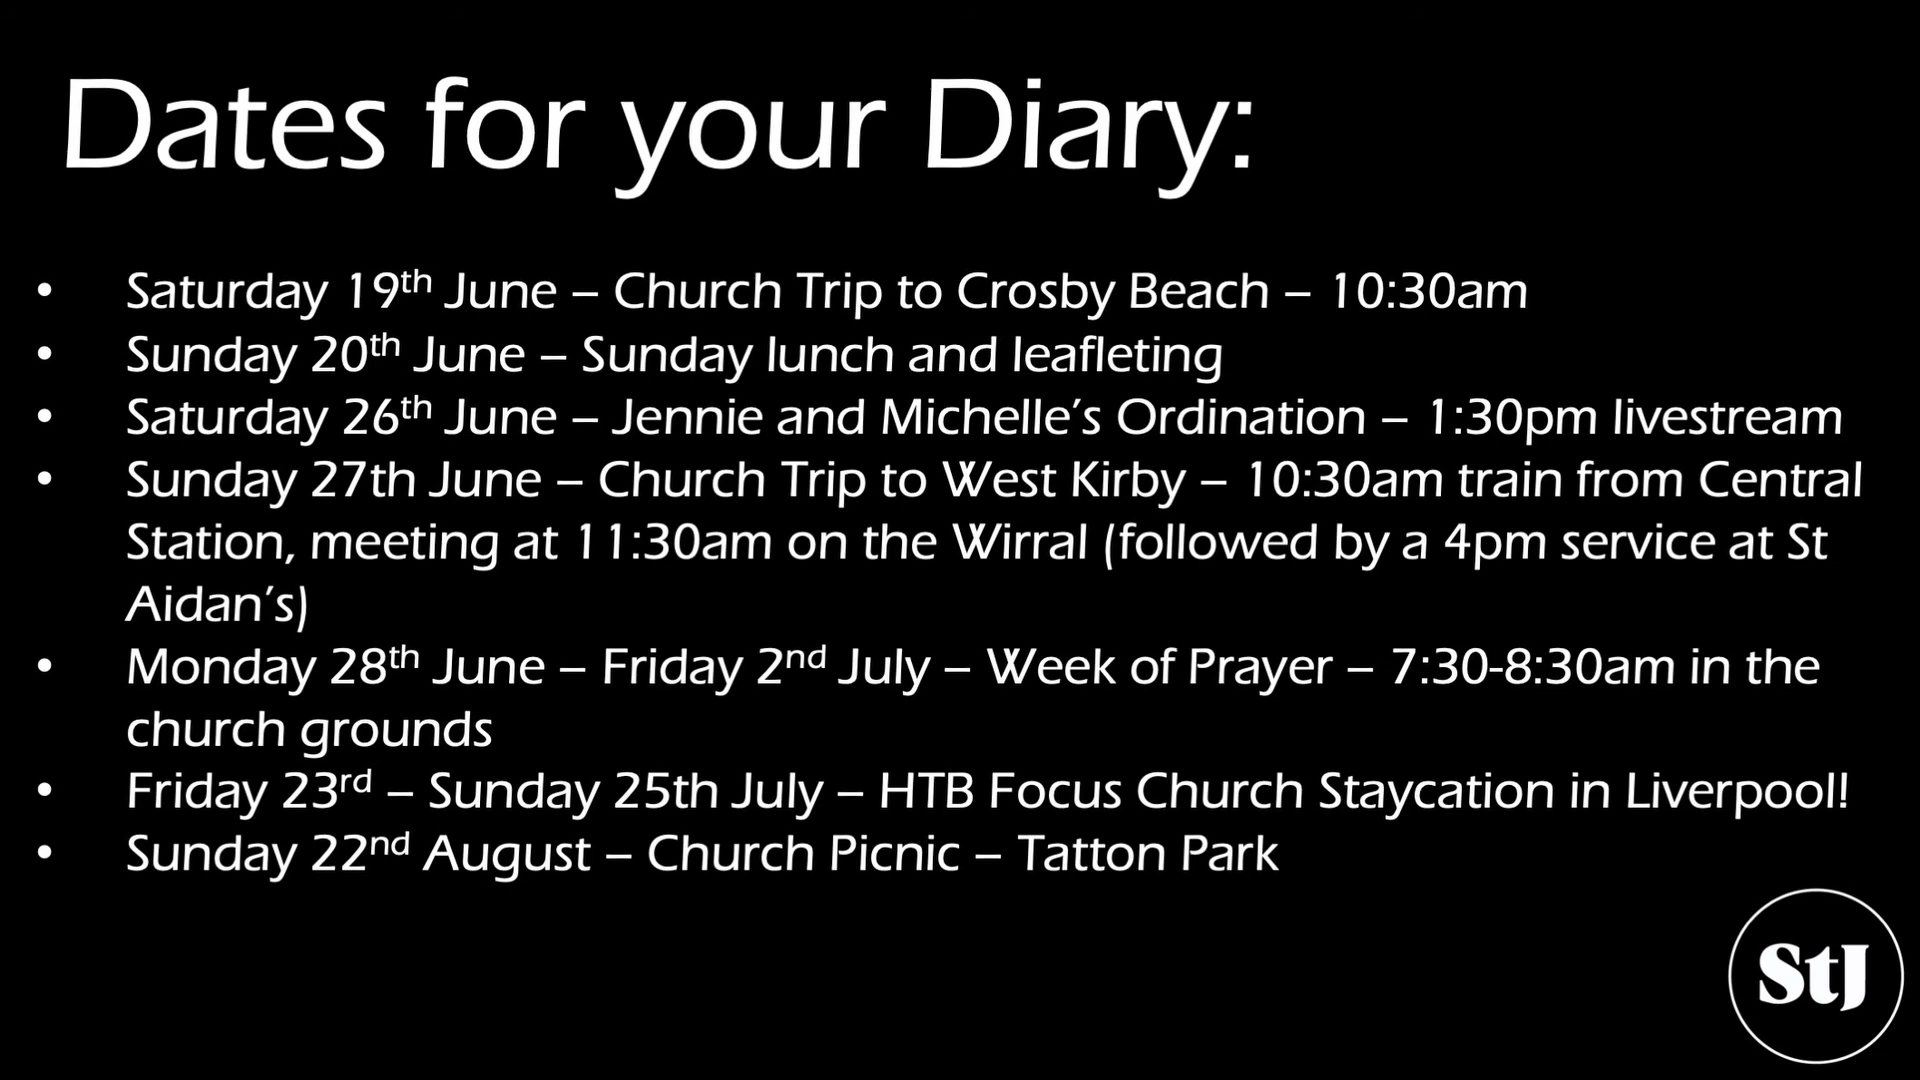 Dates for your Diary:
• Saturday 19th June – Church Trip to Crosby Beach – 10:30am
• Sunday 20th June – Sunday lunch and leafleting
• Saturday 26th June – Jennie and Michelle’s Ordination – 1:30pm livestream
• Sunday 27th June – Church Trip to West Kirby – 10:30am train from Central
Station, meeting at 11:30am on the Wirral (followed by a 4pm service at St
Aidan’s)
• Monday 28th June – Friday 2nd July – Week of Prayer – 7:30-8:30am in the
church grounds
• Friday 23rd – Sunday 25th July – HTB Focus Church Staycation in Liverpool!
• Sunday 22nd August – Church Picnic – Tatton Park
StJ